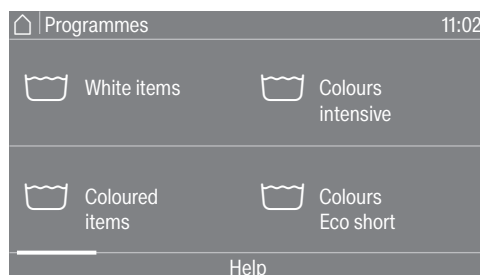 Programmes 11:02
White items
Colours
intensive
Coloured
items
Colours
Eco short
Help